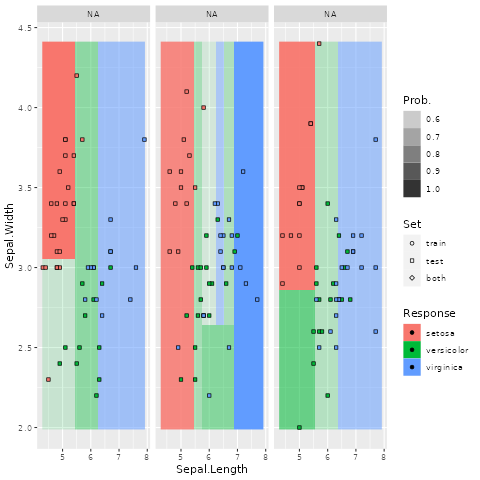 NA NA NA
4.5
4.0
3.5
3.0
2.5
2.0
Sepal.Width
5 6 7 8 5 6 7 8 5 6 7 8
Sepal.Length
Prob.
0.6
0.7
0.8
0.9
1.0
Set
train
test
both
Response
setosa
versicolor
virginica